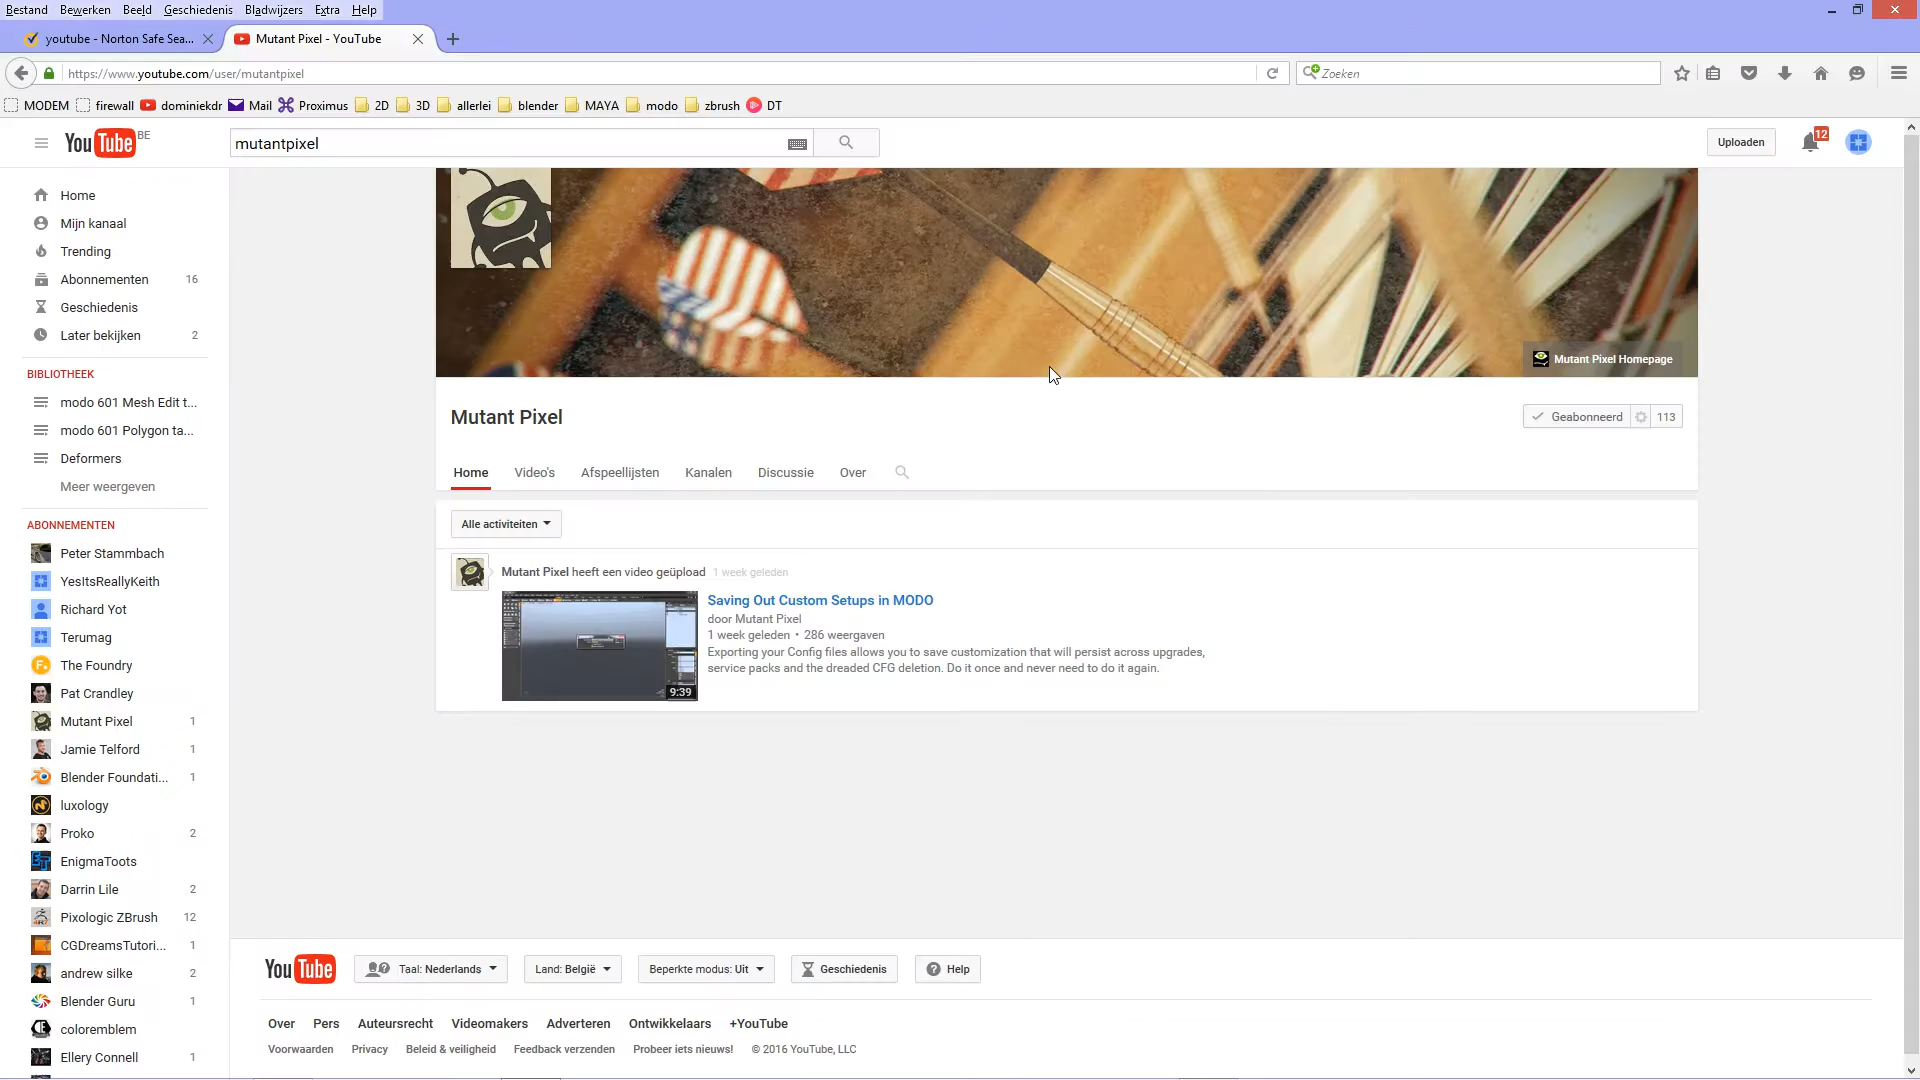 Bestand Bewerken Beeld Geschiedenis Bladwijzers Extra Help
youtube - Norton Safe Sea...
Mutant Pixel - YouTube
https://www.youtube.com/user/mutantpixel
Zoeken
MODEM firewall dominiekdr Mail Proximus 2D 3D allerlei blender MAYA modo zbrush DT
YouTube BE
mutantpixel
Uploaden
12
Home
Mijn kanaal
Trending
Abonnementen 16
Geschiedenis
Later bekijken 2
BIBLIOTHEEK
modo 601 Mesh Edit t...
modo 601 Polygon ta...
Deformers
Meer weergeven
ABONNEMENTEN
Peter Stammbach
YesItsReallyKeith
Richard Yot
Terumag
The Foundry
Pat Crandley
Mutant Pixel 1
Jamie Telford 1
Blender Foundati... 1
luxology
Proko 2
EnigmaToots
Darrin Lile 2
Pixologic ZBrush 12
CGDreamsTutori... 1
andrew silke 2
Blender Guru 1
coloremblem
Ellery Connell 1
Mutant Pixel Homepage
Mutant Pixel
Geabonneerd 113
Home Video's Afspeellijsten Kanalen Discussie Over
Alle activiteiten
Mutant Pixel heeft een video geüpload 1 week geleden
9:39
Saving Out Custom Setups in MODO
door Mutant Pixel
1 week geleden • 286 weergaven
Exporting your Config files allows you to save customization that will persist across upgrades,
service packs and the dreaded CFG deletion. Do it once and never need to do it again.
YouTube
Taal: Nederlands
Land: België
Beperkte modus: Uit
Geschiedenis
Help
Over Pers Auteursrecht Videomakers Adverteren Ontwikkelaars +YouTube
Voorwaarden Privacy Beleid & veiligheid Feedback verzenden Probeer iets nieuws! © 2016 YouTube, LLC